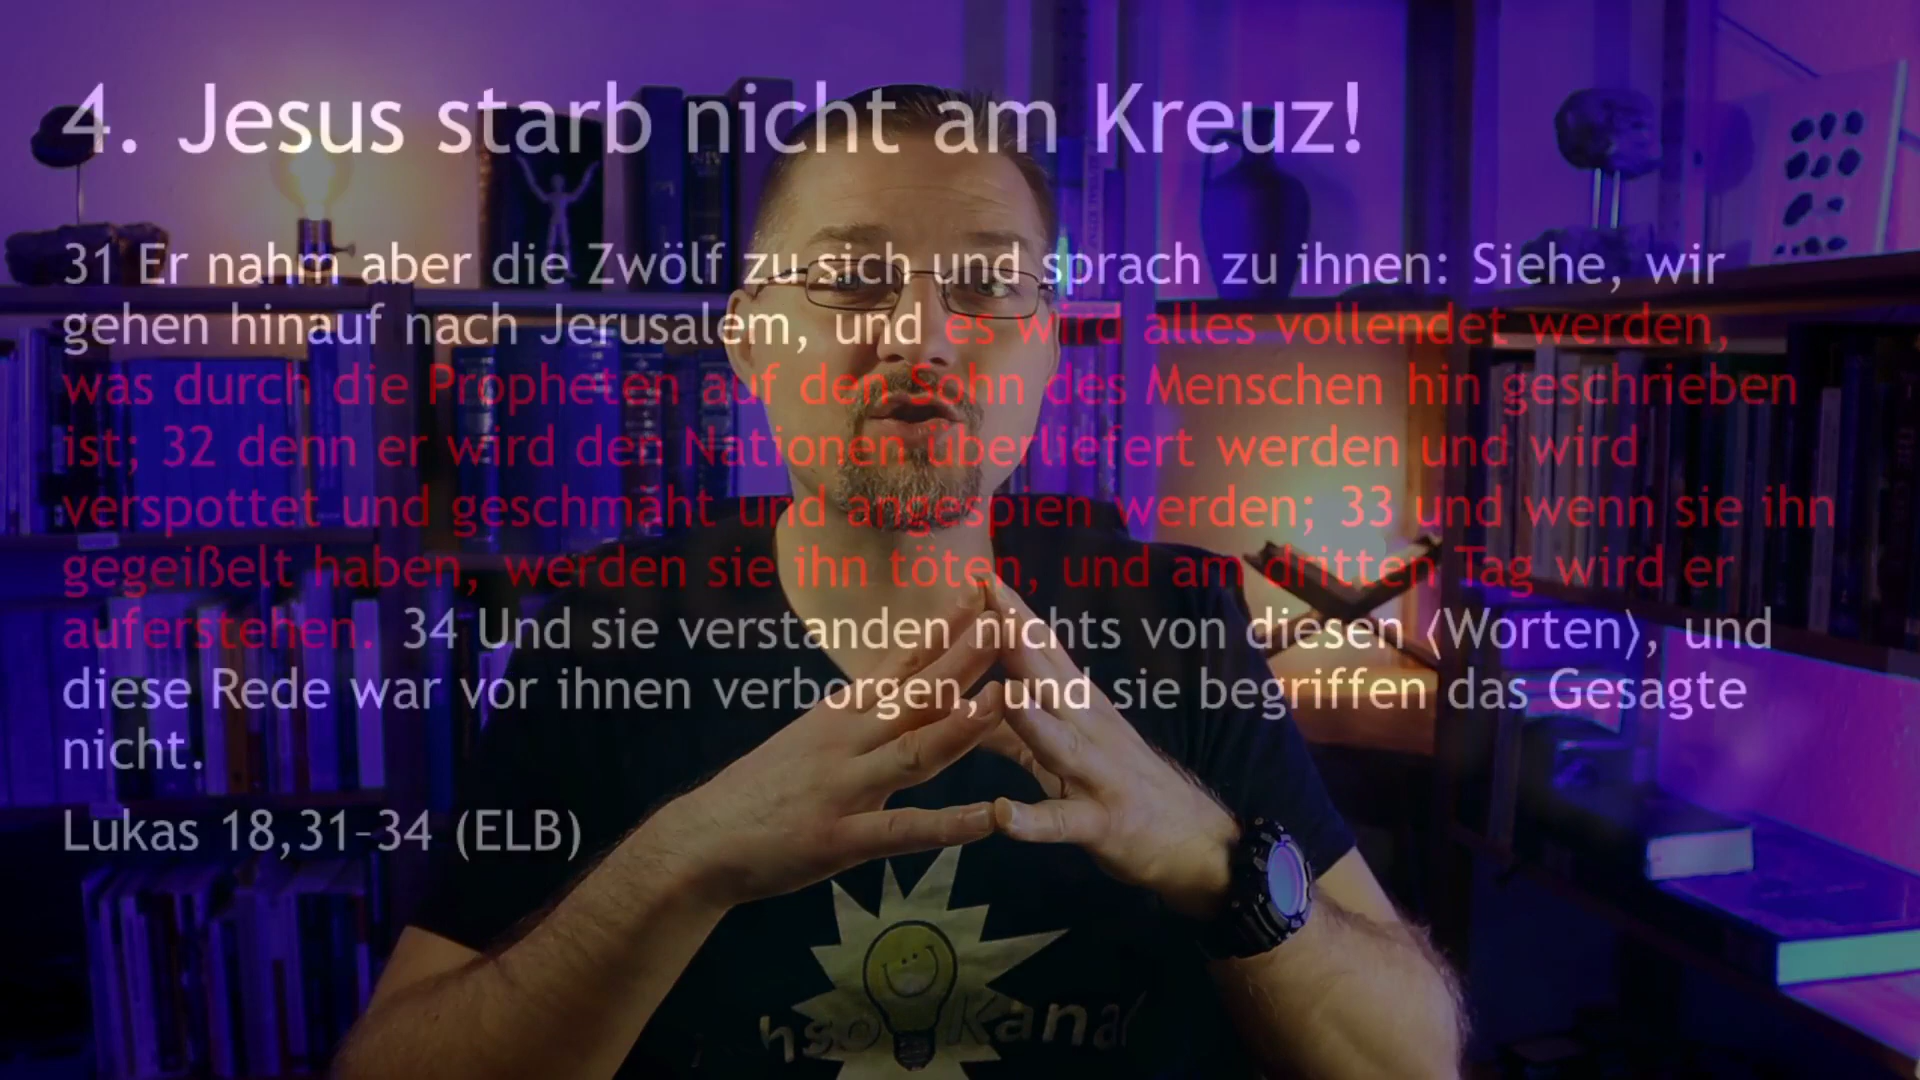 4. Jesus starb nicht am Kreuz!
31 Er nahm aber die Zwölf zu sich und sprach zu ihnen: Siehe, wir
gehen hinauf nach Jerusalem, und es wird alles vollendet werden,
was durch die Propheten auf den Sohn des Menschen hin geschrieben
ist; 32 denn er wird den Nationen überliefert werden und wird
verspottet und geschmäht und angespien werden; 33 und wenn sie ihn
gegeißelt haben, werden sie ihn töten, und am dritten Tag wird er
auferstehen. 34 Und sie verstanden nichts von diesen ⟨Worten⟩, und
diese Rede war vor ihnen verborgen, und sie begriffen das Gesagte
nicht.
Lukas 18,31–34 (ELB)